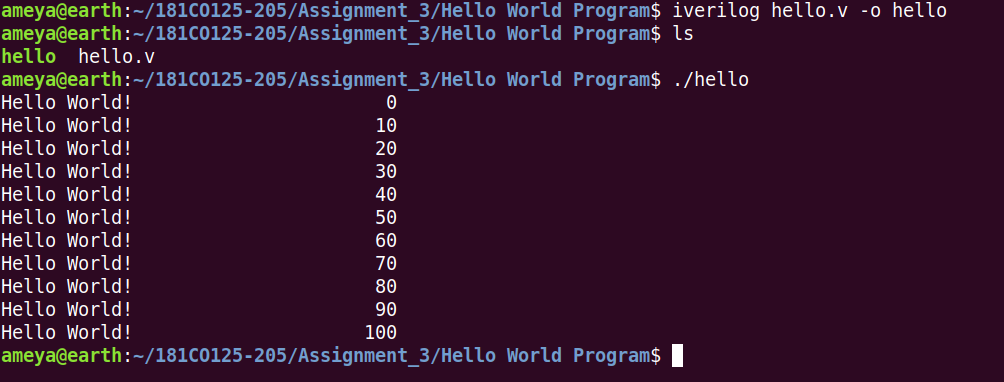 ameya@earth:~/181CO125-205/Assignment_3/Hello World Program$ iverilog hello.v -o hello
ameya@earth:~/181CO125-205/Assignment_3/Hello World Program$ ls
hello  hello.v
ameya@earth:~/181CO125-205/Assignment_3/Hello World Program$ ./hello
Hello World!                       0
Hello World!                      10
Hello World!                      20
Hello World!                      30
Hello World!                      40
Hello World!                      50
Hello World!                      60
Hello World!                      70
Hello World!                      80
Hello World!                      90
Hello World!                     100
ameya@earth:~/181CO125-205/Assignment_3/Hello World Program$